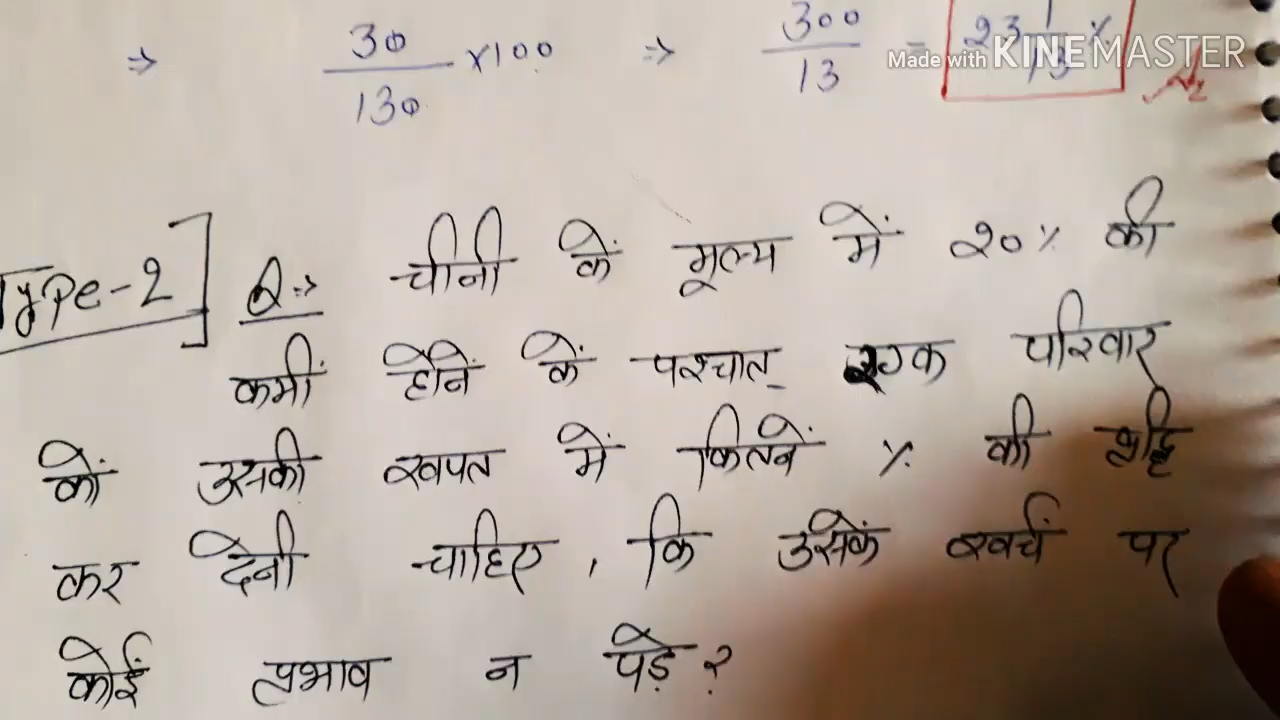 ⇒ 30/130 ×100 ⇒ 300/13 = 23 1/13 %
Made with KINEMASTER
Type-2] Q⇒ चीनी कें मूल्य में 20% की
कमीं होनें कें पश्चात् एक परिवार
कों उसकी खपत में कितनें % की वृद्धि
कर देनी चाहिए, कि उसकें खर्च पर
कोई प्रभाव न पड़े?